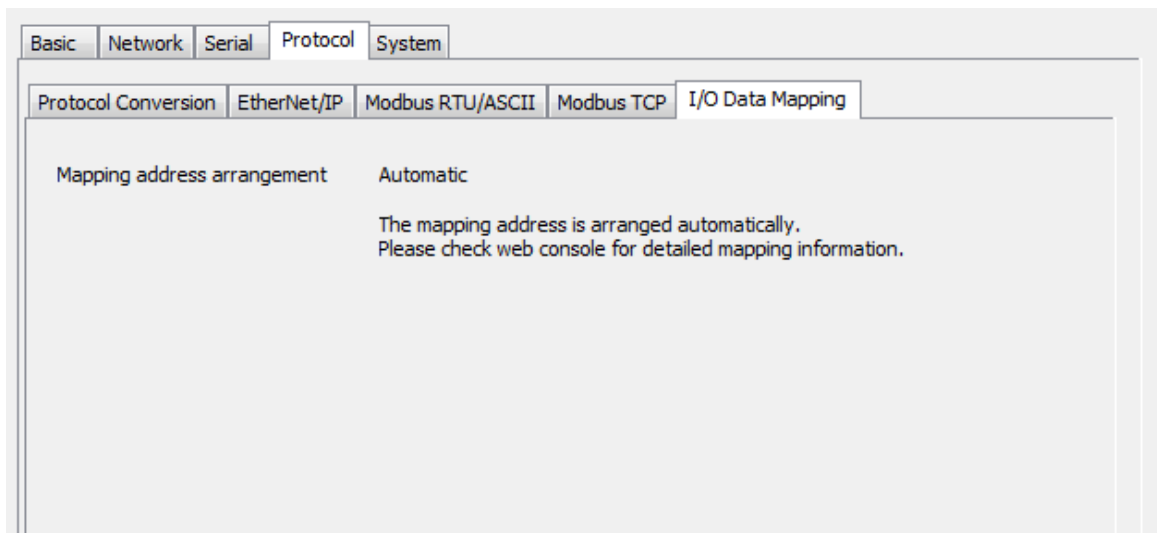 Basic Network Serial Protocol System
Protocol Conversion EtherNet/IP Modbus RTU/ASCII Modbus TCP I/O Data Mapping
Mapping address arrangement Automatic
The mapping address is arranged automatically.
Please check web console for detailed mapping information.